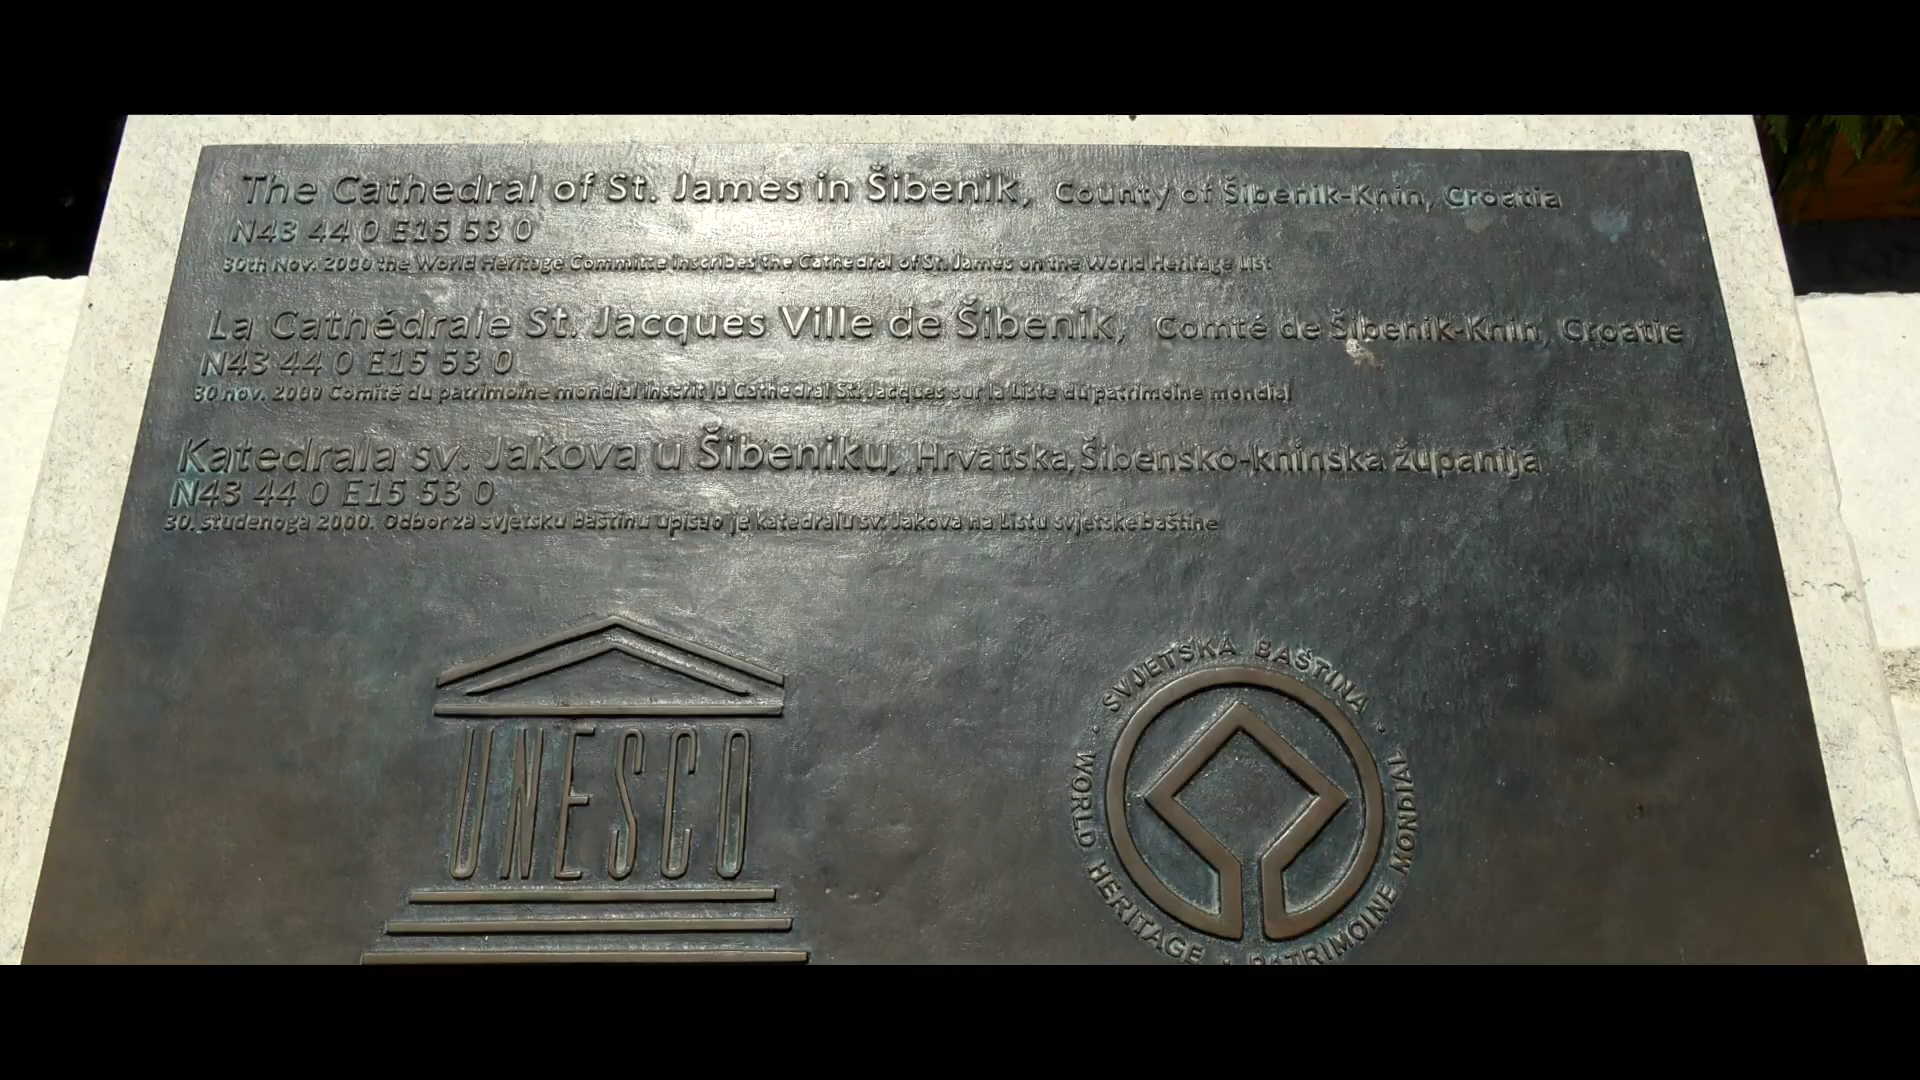 The Cathedral of St. James in Šibenik, County of Šibenik-Knin, Croatia
N43 44 0 E15 53 0
30th Nov. 2000 the World Heritage Committe inscribes the Cathedral of St. James on the World Heritage List
La Cathédrale St. Jacques Ville de Šibenik, Comté de Šibenik-Knin, Croatie
N43 44 0 E15 53 0
30 nov. 2000 Comité du patrimoine mondial inscrit la Cathedral St. Jacques sur la Liste du patrimoine mondial
Katedrala sv. Jakova u Šibeniku, Hrvatska, Šibensko-kninska županija
N43 44 0 E15 53 0
30. studenoga 2000. Odbor za svjetsku baštinu upisao je katedralu sv. Jakova na Listu svjetske baštine
UNESCO
SVJETSKA BAŠTINA
WORLD HERITAGE
PATRIMOINE MONDIAL